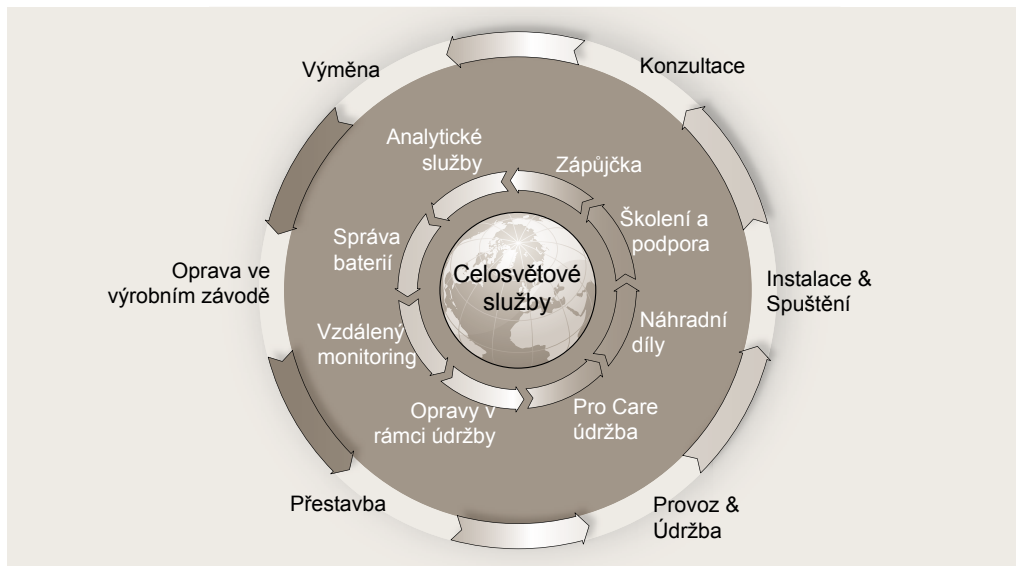 Výměna
Konzultace
Analytické
služby
Zápůjčka
Školení a
podpora
Správa
baterií
Celosvětové
služby
Oprava ve
výrobním závodě
Instalace &
Spuštění
Vzdálený
monitoring
Náhradní
díly
Opravy v
rámci údržby
Pro Care
údržba
Přestavba
Provoz &
Údržba